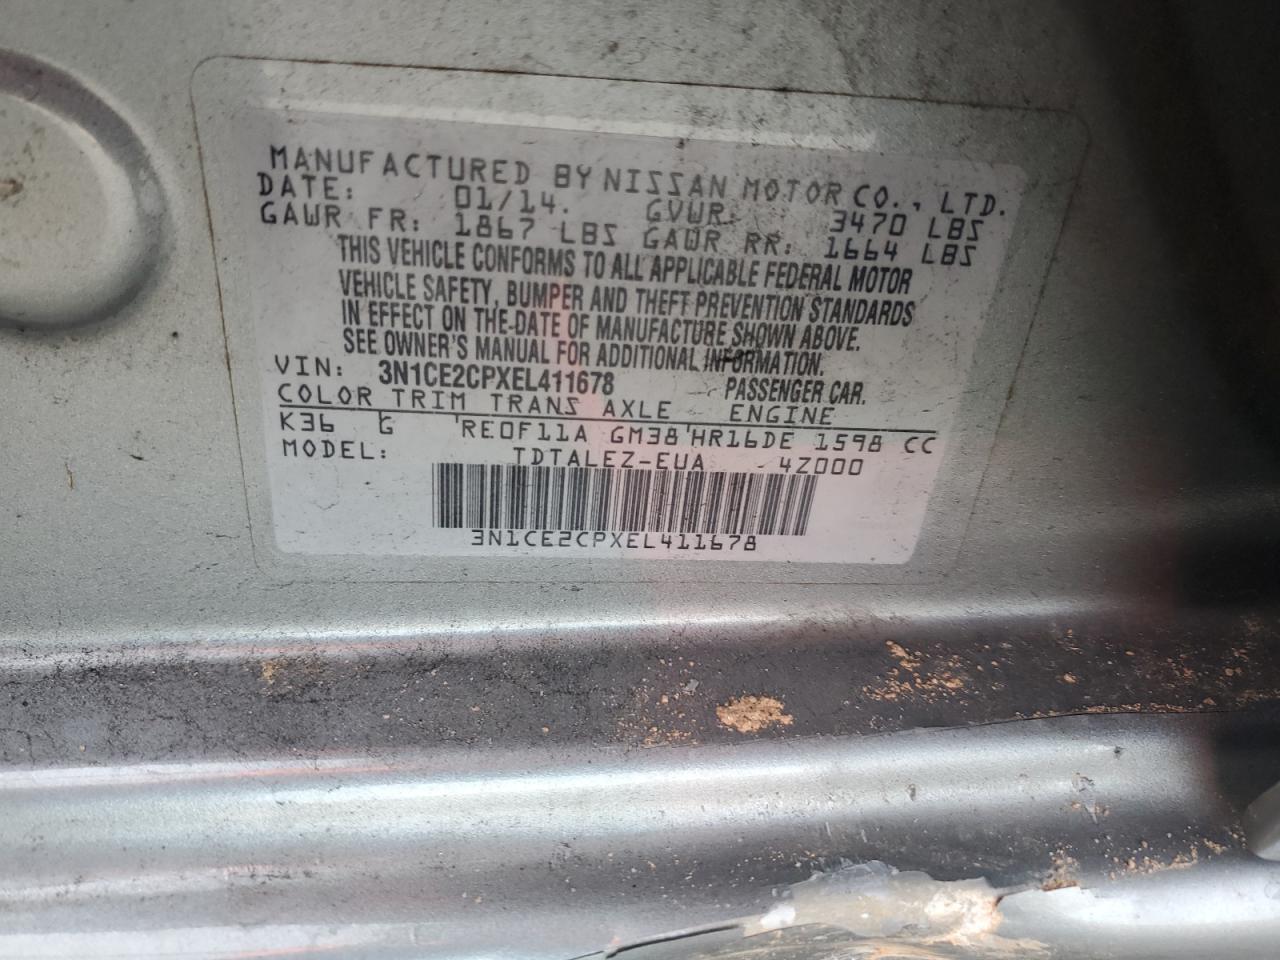 MANUFACTURED BY NISSAN MOTOR CO., LTD.
DATE: 01/14. GVWR: 3470 LBS
GAWR FR: 1867 LBS GAWR RR: 1664 LBS
THIS VEHICLE CONFORMS TO ALL APPLICABLE FEDERAL MOTOR
VEHICLE SAFETY, BUMPER AND THEFT PREVENTION STANDARDS
IN EFFECT ON THE-DATE OF MANUFACTURE SHOWN ABOVE.
SEE OWNER'S MANUAL FOR ADDITIONAL INFORMATION.
VIN: 3N1CE2CPXEL411678 PASSENGER CAR.
COLOR TRIM TRANS AXLE ENGINE
K36 G RE0F11A GM38 HR16DE 1598 CC
MODEL: TDTALEZ-EUA 4Z000
3N1CE2CPXEL411678